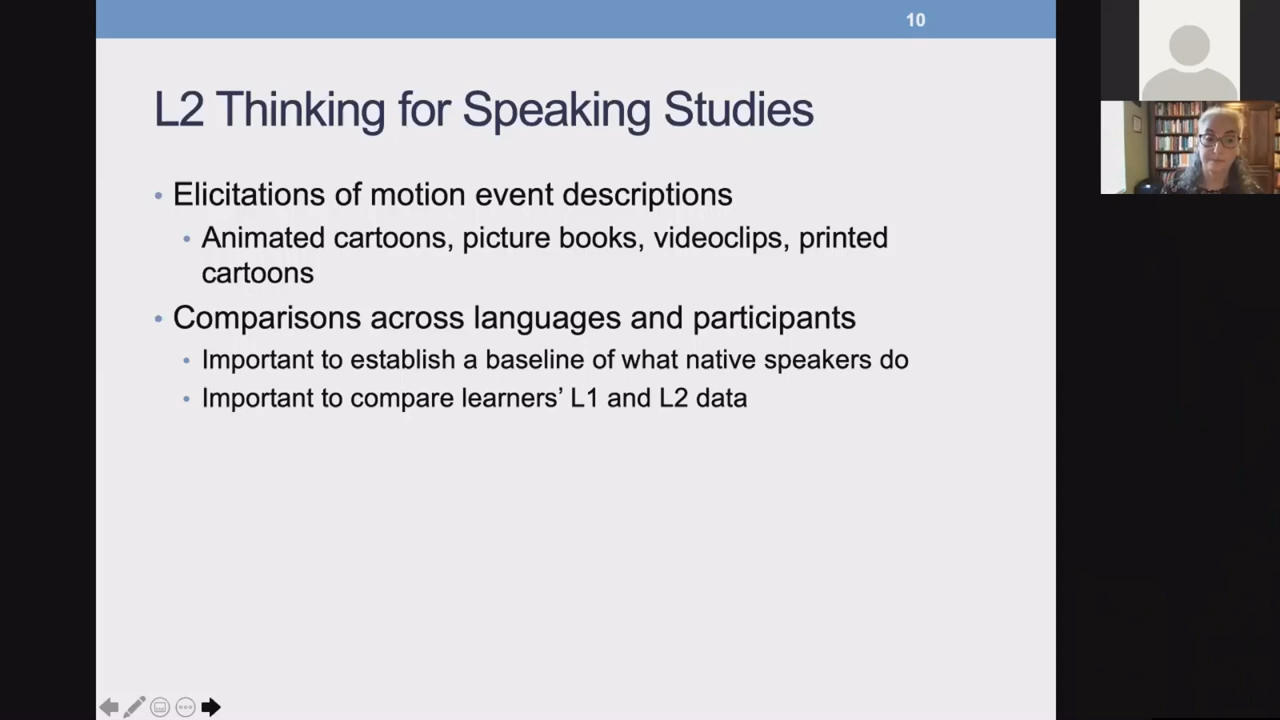 10
L2 Thinking for Speaking Studies
• Elicitations of motion event descriptions
• Animated cartoons, picture books, videoclips, printed
cartoons
• Comparisons across languages and participants
• Important to establish a baseline of what native speakers do
• Important to compare learners’ L1 and L2 data